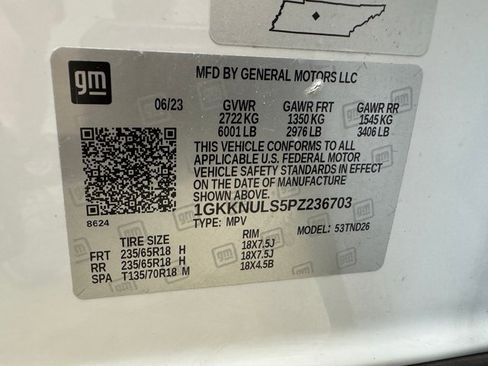 gm
MFD BY GENERAL MOTORS LLC
06/23 GVWR GAWR FRT GAWR RR
2722 KG 1350 KG 1545 KG
6001 LB 2976 LB 3406 LB
THIS VEHICLE CONFORMS TO ALL
APPLICABLE U.S. FEDERAL MOTOR
VEHICLE SAFETY STANDARDS IN EFFECT
ON THE DATE OF MANUFACTURE
SHOWN ABOVE.
8624 1GKKNULS5PZ236703
TYPE: MPV MODEL: 53TND26
TIRE SIZE RIM
FRT 235/65R18 H 18X7.5J
RR 235/65R18 H 18X7.5J
SPA T135/70R18 M 18X4.5B